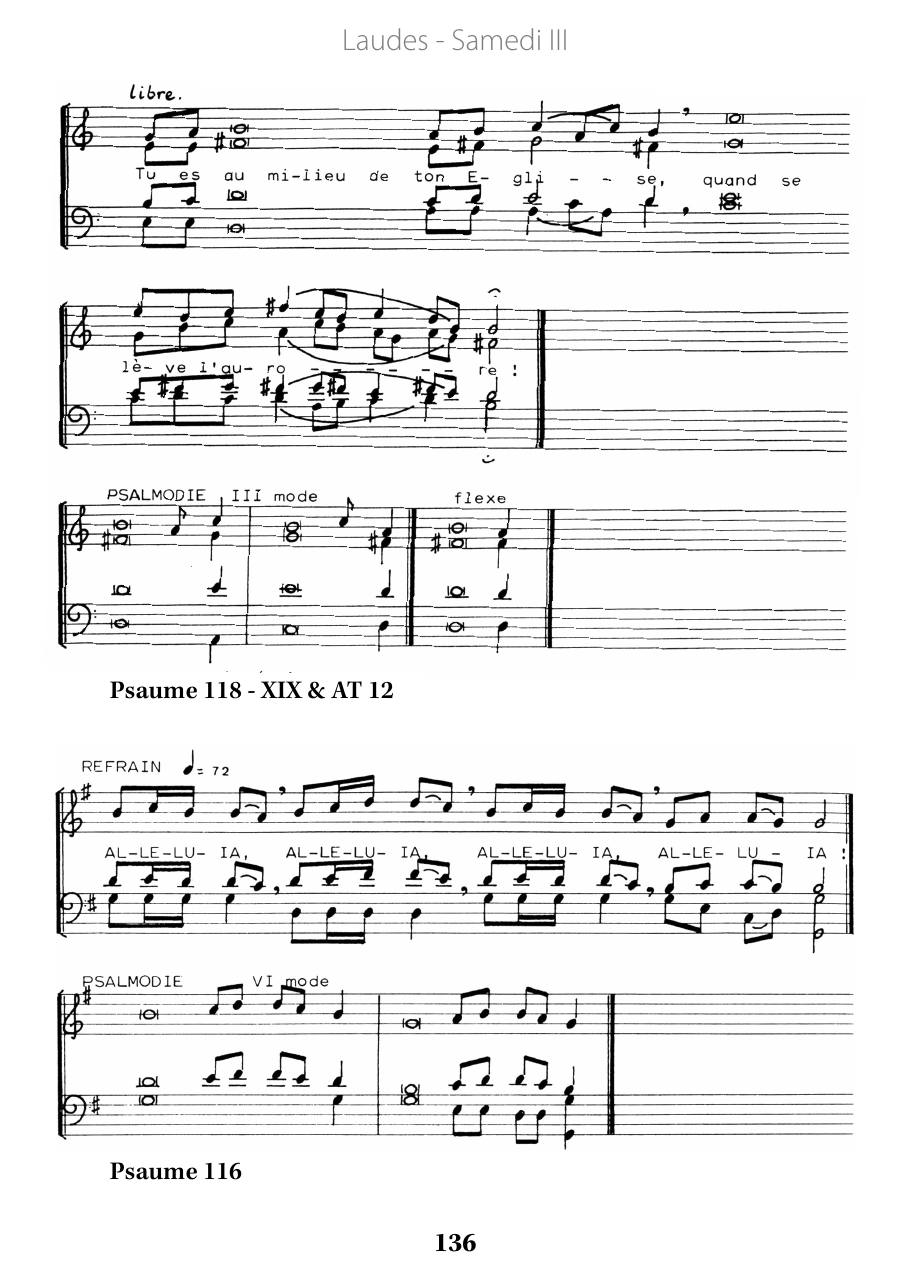 Laudes - Samedi III
libre.
Tu es au mi-lieu de ton E- gli - - se, quand se
lè- ve l'au- ro - - - - - - - re !
PSALMODIE III mode flexe
Psaume 118 - XIX & AT 12
REFRAIN ♩= 72
AL-LE-LU- IA, AL-LE-LU-IA, AL-LE-LU- IA, AL-LE- LU - IA !
PSALMODIE VI mode
Psaume 116
136